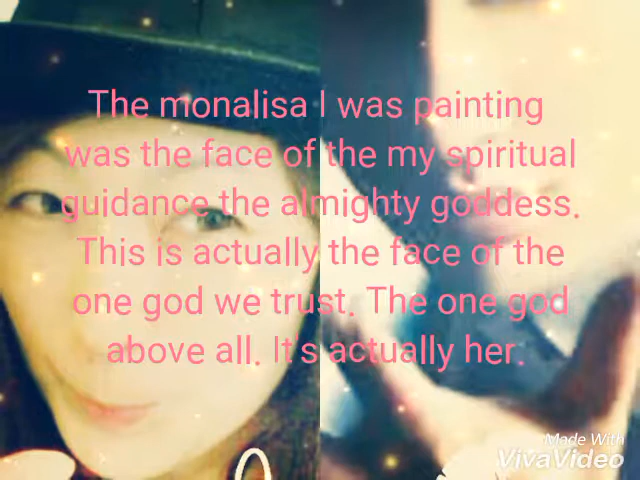 The monalisa I was painting
was the face of the my spiritual
guidance the almighty goddess.
This is actually the face of the
one god we trust. The one god
above all. It's actually her.
Made With
VivaVideo